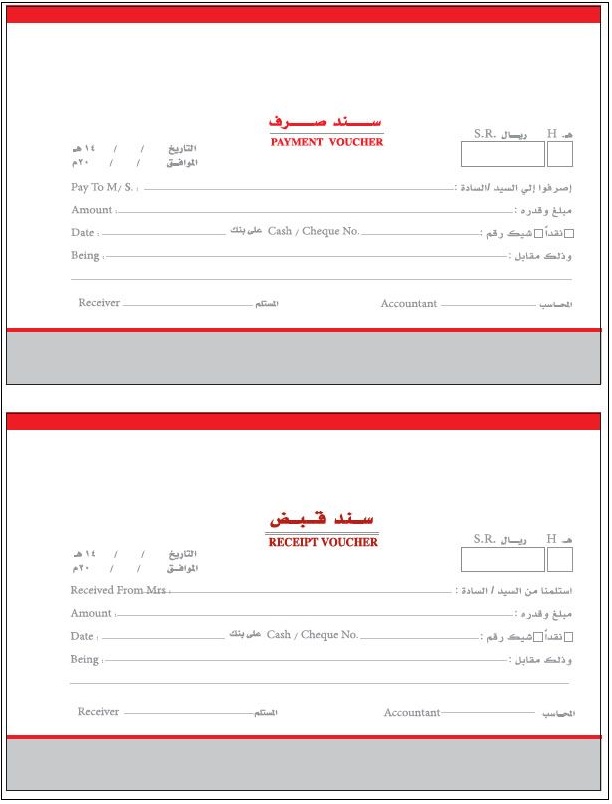 سند صرف
PAYMENT VOUCHER
S.R. ريال H هـ
التاريخ / / ١٤ هـ
الموافق / / ٢٠م
Pay To M/ S. : اصرفوا إلي السيد /السادة :
Amount : مبلغ وقدره :
Date : على بنك Cash / Cheque No. نقداً شيك رقم :
Being : وذلك مقابل :
Receiver المستلم Accountant المحاسب
سند قبض
RECEIPT VOUCHER
S.R. ريال H هـ
التاريخ / / ١٤ هـ
الموافق / / ٢٠م
Received From Mrs : استلمنا من السيد / السادة :
Amount : مبلغ وقدره :
Date : على بنك Cash / Cheque No. نقداً شيك رقم :
Being : وذلك مقابل :
Receiver المستلم Accountant المحاسب